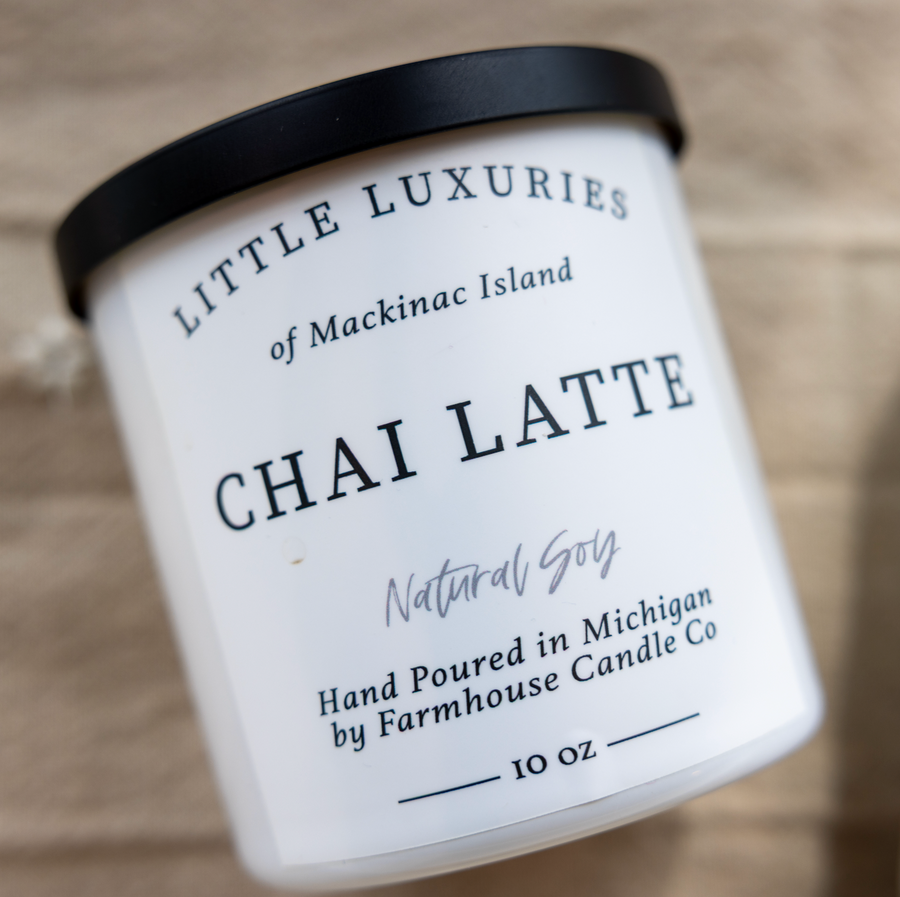 LITTLE LUXURIES
of Mackinac Island
CHAI LATTE
Natural Soy
Hand Poured in Michigan
by Farmhouse Candle Co
10 OZ